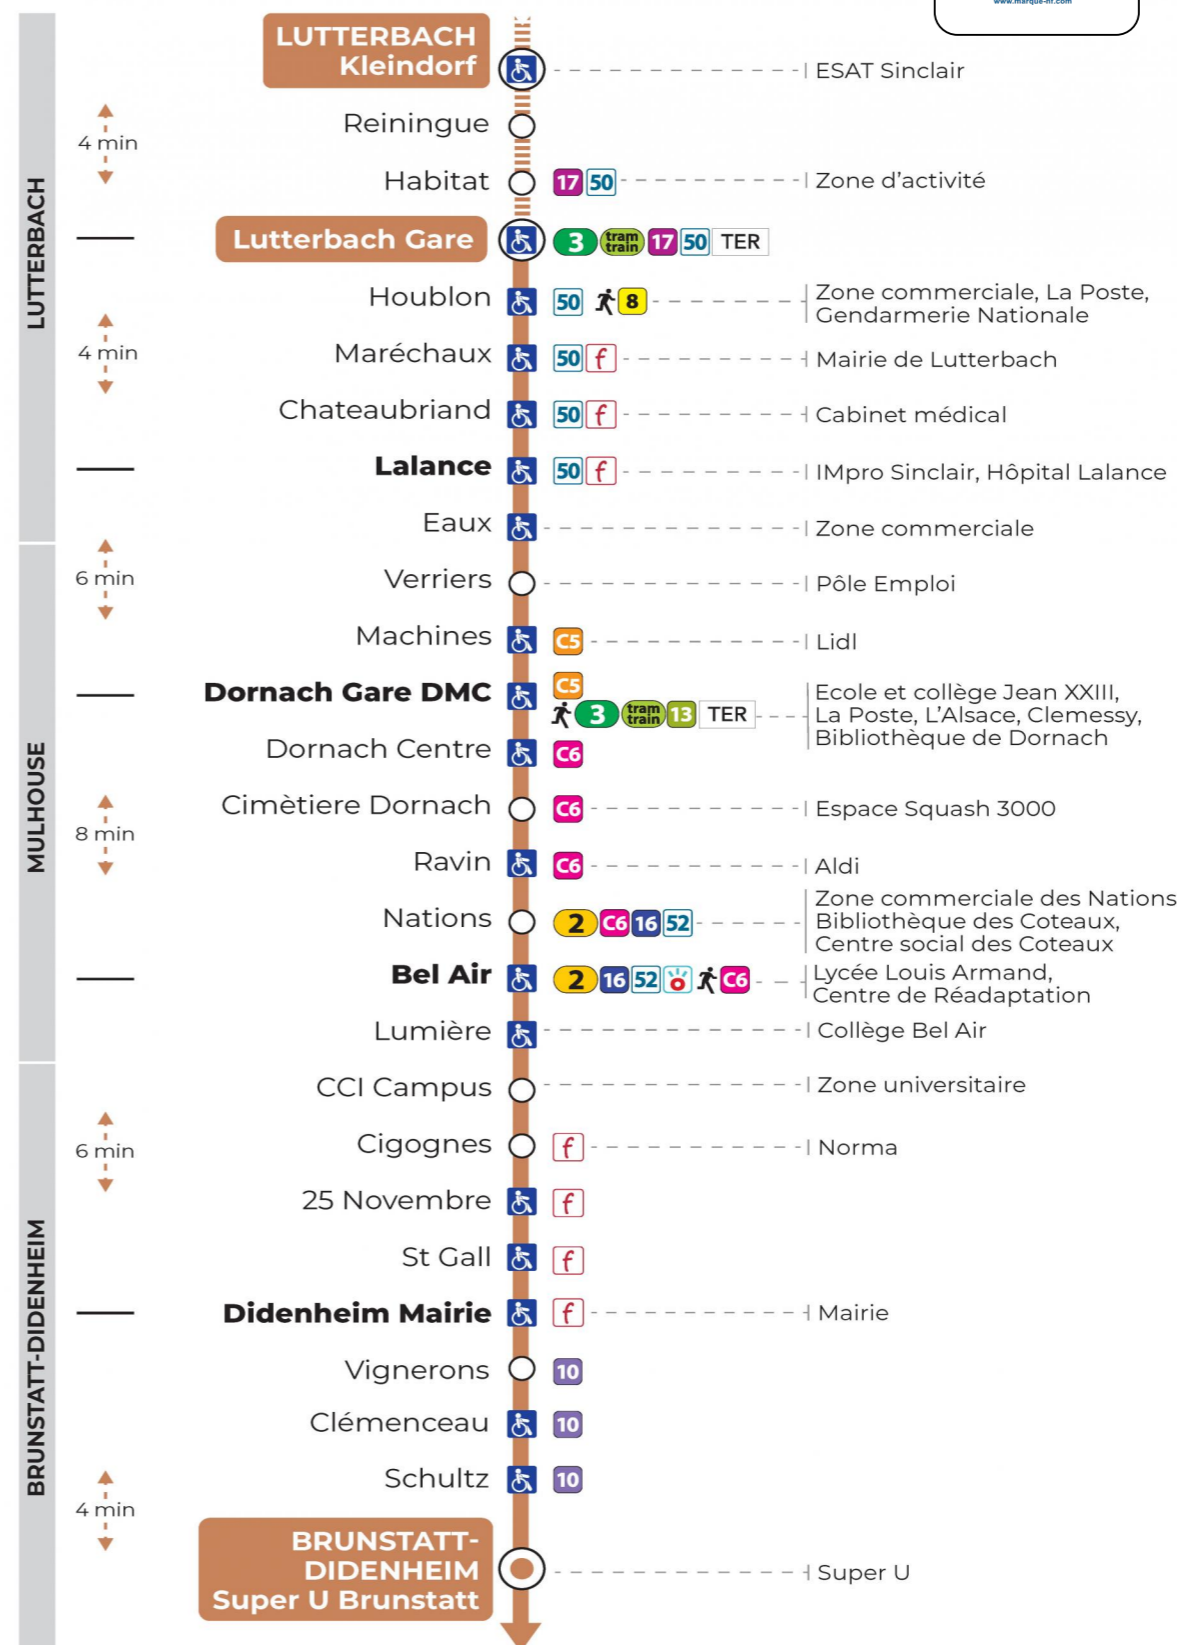 www.marque-nf.com
LUTTERBACH
Kleindorf
ESAT Sinclair
Reiningue
4 min
Habitat
17 50
Zone d'activité
LUTTERBACH
Lutterbach Gare
3 tram train 17 50 TER
Houblon
50 8
Zone commerciale, La Poste,
Gendarmerie Nationale
4 min
Maréchaux
50 f
Mairie de Lutterbach
Chateaubriand
50 f
Cabinet médical
Lalance
50 f
IMpro Sinclair, Hôpital Lalance
Eaux
Zone commerciale
6 min
Verriers
Pôle Emploi
Machines
C5
Lidl
MULHOUSE
Dornach Gare DMC
C5
3 tram train 13 TER
Ecole et collège Jean XXIII,
La Poste, L'Alsace, Clemessy,
Bibliothèque de Dornach
Dornach Centre
C6
Cimètiere Dornach
C6
Espace Squash 3000
8 min
Ravin
C6
Aldi
Nations
2 C6 16 52
Zone commerciale des Nations
Bibliothèque des Coteaux,
Centre social des Coteaux
Bel Air
2 16 52 C6
Lycée Louis Armand,
Centre de Réadaptation
Lumière
Collège Bel Air
CCI Campus
Zone universitaire
6 min
Cigognes
f
Norma
BRUNSTATT-DIDENHEIM
25 Novembre
f
St Gall
f
Didenheim Mairie
f
Mairie
Vignerons
10
Clémenceau
10
Schultz
10
4 min
BRUNSTATT-
DIDENHEIM
Super U Brunstatt
Super U